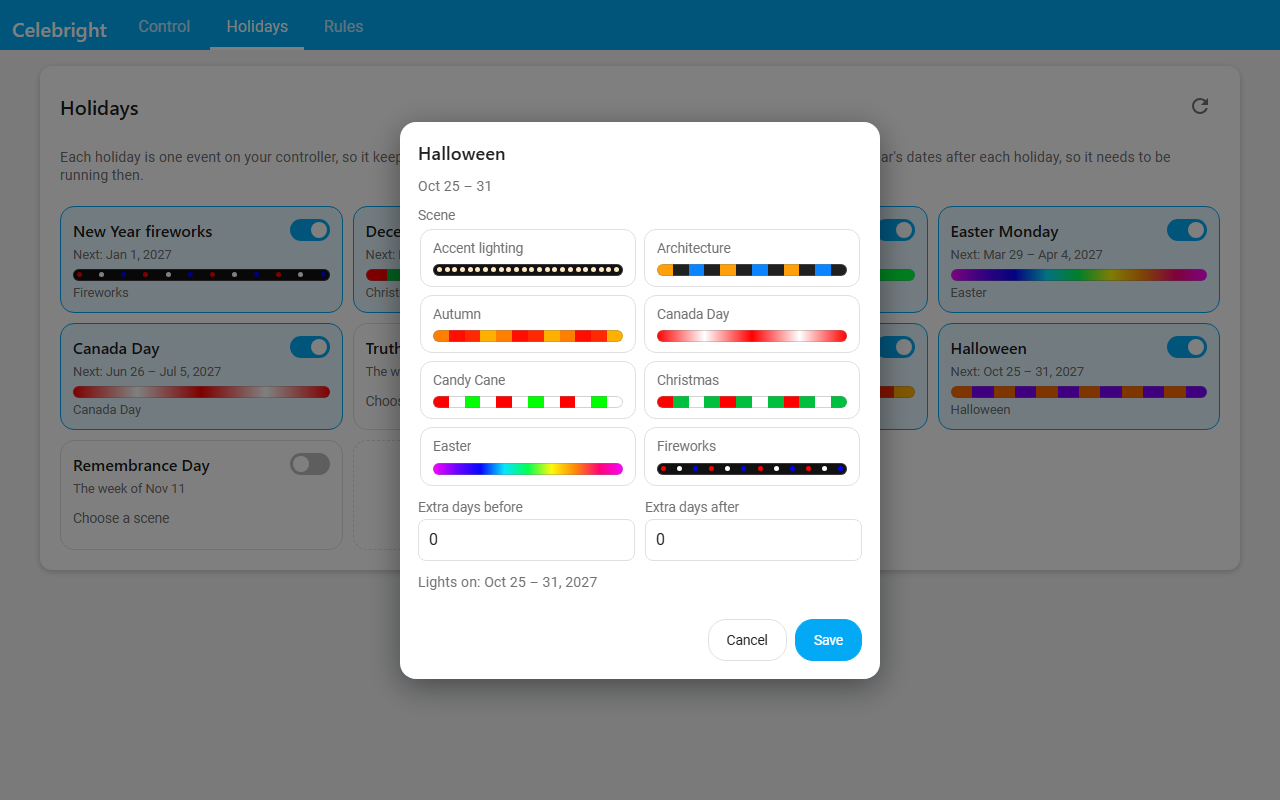 Celebright Control Holidays Rules
Holidays
Each holiday is one event on your controller, so it keep
ar's dates after each holiday, so it needs to be
running then.
New Year fireworks
Next: Jan 1, 2027
Fireworks
Dece
Next:
Christ
Easter Monday
Next: Mar 29 – Apr 4, 2027
Easter
Canada Day
Next: Jun 26 – Jul 5, 2027
Canada Day
Truth
The w
Choos
Halloween
Next: Oct 25 – 31, 2027
Halloween
Remembrance Day
The week of Nov 11
Choose a scene
Halloween
Oct 25 – 31
Scene
Accent lighting
Architecture
Autumn
Canada Day
Candy Cane
Christmas
Easter
Fireworks
Extra days before
Extra days after
0
0
Lights on: Oct 25 – 31, 2027
Cancel
Save